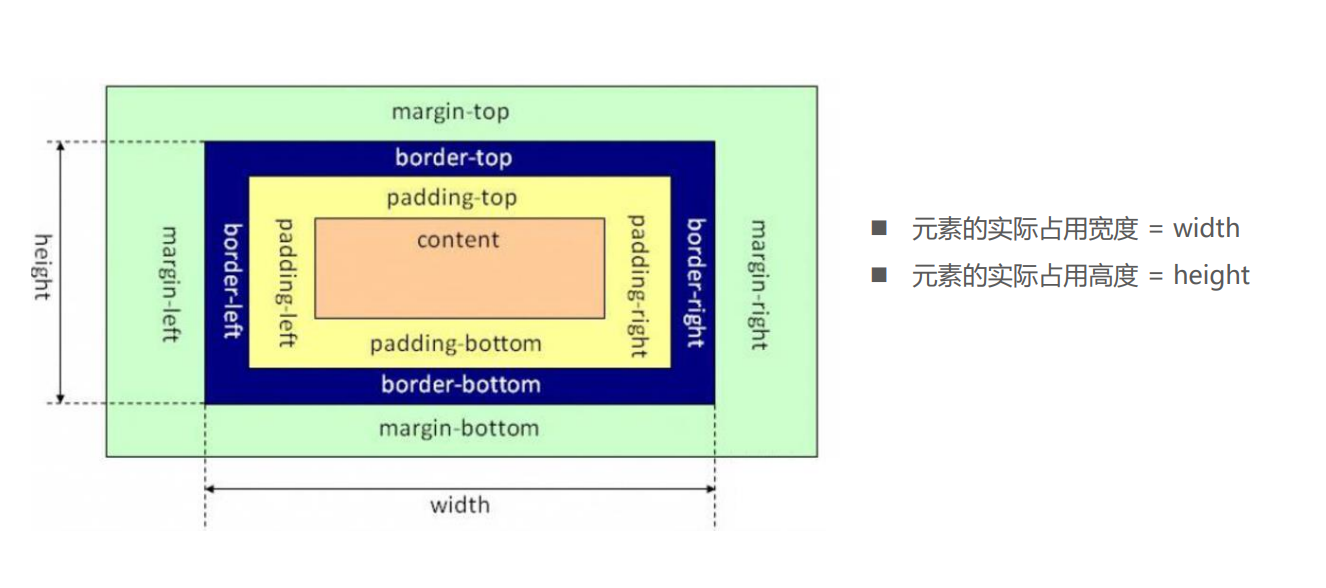 margin-top
border-top
padding-top
content
height
margin-left
border-left
padding-left
padding-right
border-right
margin-right
padding-bottom
border-bottom
margin-bottom
width
■ 元素的实际占用宽度 = width
■ 元素的实际占用高度 = height